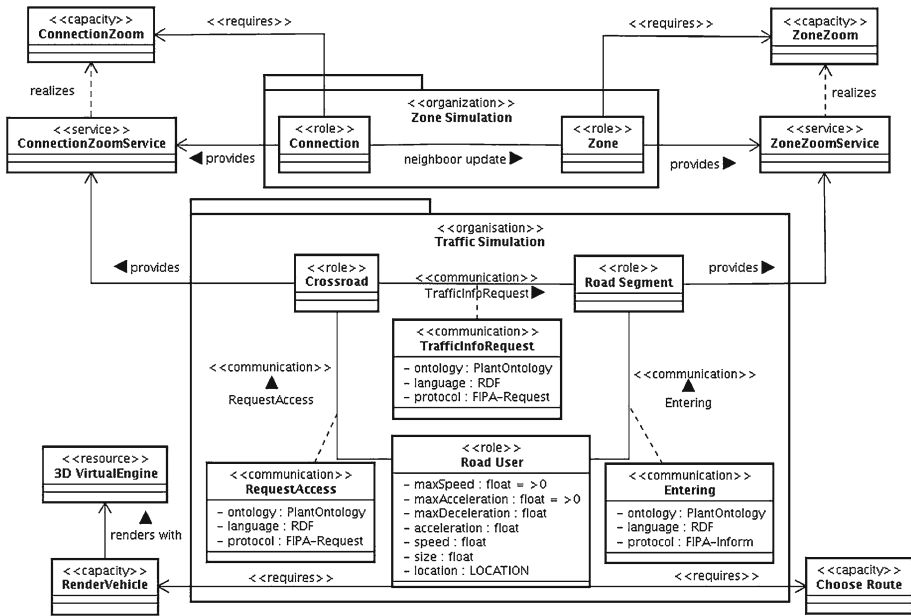 <<capacity>>
ConnectionZoom
<<requires>>
<<requires>>
<<capacity>>
ZoneZoom
realizes
realizes
<<organization>>
Zone Simulation
<<service>>
ConnectionZoomService
<<role>>
Connection
<<role>>
Zone
<<service>>
ZoneZoomService
◀ provides
neighboor update ▶
provides ▶
<<organisation>>
Traffic Simulation
◀ provides
<<role>>
Crossroad
<<communication>>
TrafficInfoRequest ▶
<<role>>
Road Segment
provides ▶
<<communication>>
TrafficInfoRequest
– ontology : PlantOntology
– language : RDF
– protocol : FIPA–Request
<<communication>>
▲
RequestAccess
<<communication>>
▲
Entering
<<resource>>
3D VirtualEngine
<<communication>>
RequestAccess
– ontology : PlantOntology
– language : RDF
– protocol : FIPA–Request
<<role>>
Road User
– maxSpeed : float = >0
– maxAcceleration : float = >0
– maxDeceleration : float
– acceleration : float
– speed : float
– size : float
– location : LOCATION
<<communication>>
Entering
– ontology : PlantOntology
– language : RDF
– protocol : FIPA–Inform
▲
renders with
<<capacity>>
RenderVehicle
<<requires>>
<<requires>>
<<capacity>>
Choose Route